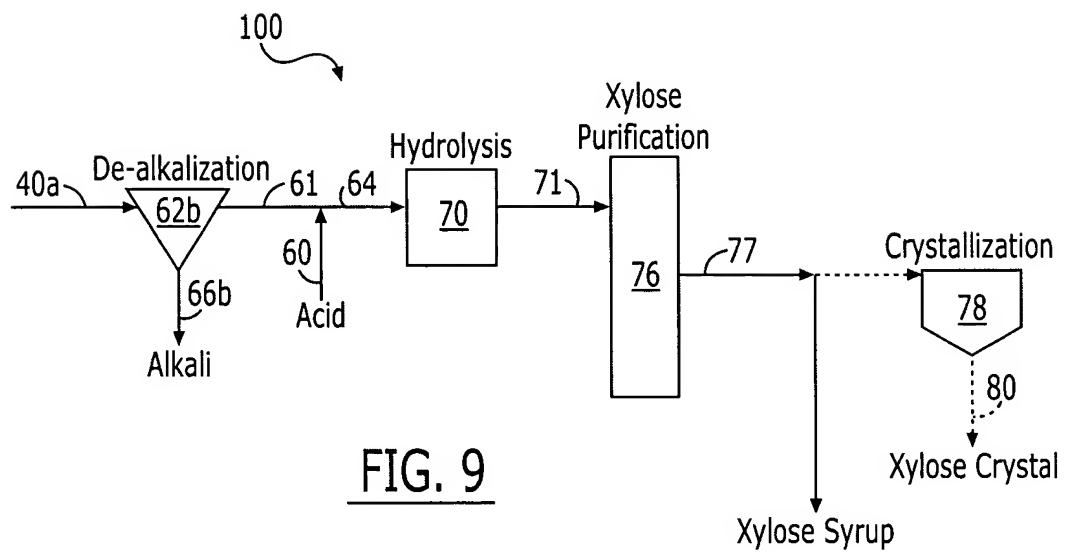 100
Xylose
Purification
De-alkalization
Hydrolysis
40a
62b
61
64
70
71
60
Acid
66b
Alkali
76
77
Crystallization
78
80
Xylose Crystal
Xylose Syrup
FIG. 9